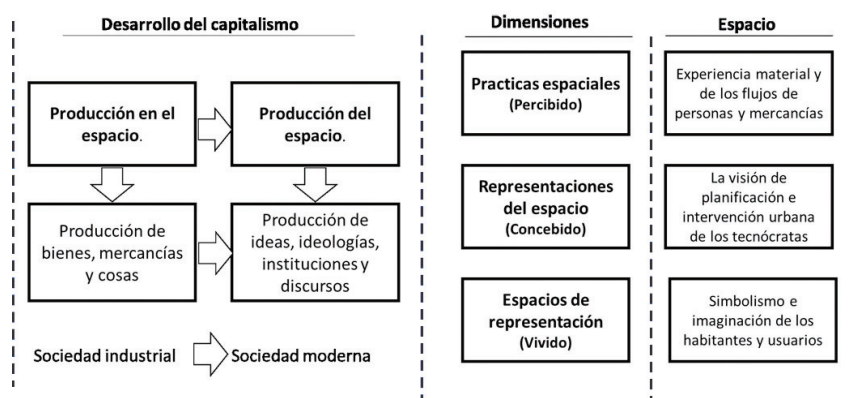 Desarrollo del capitalismo
Producción en el
espacio.
Producción del
espacio.
Producción de
bienes, mercancías
y cosas
Producción de
ideas, ideologías,
instituciones y
discursos
Sociedad industrial
Sociedad moderna
Dimensiones
Practicas espaciales
(Percibido)
Representaciones
del espacio
(Concebido)
Espacios de
representación
(Vivido)
Espacio
Experiencia material y
de los flujos de
personas y mercancías
La visión de
planificación e
intervención urbana
de los tecnócratas
Simbolismo e
imaginación de los
habitantes y usuarios